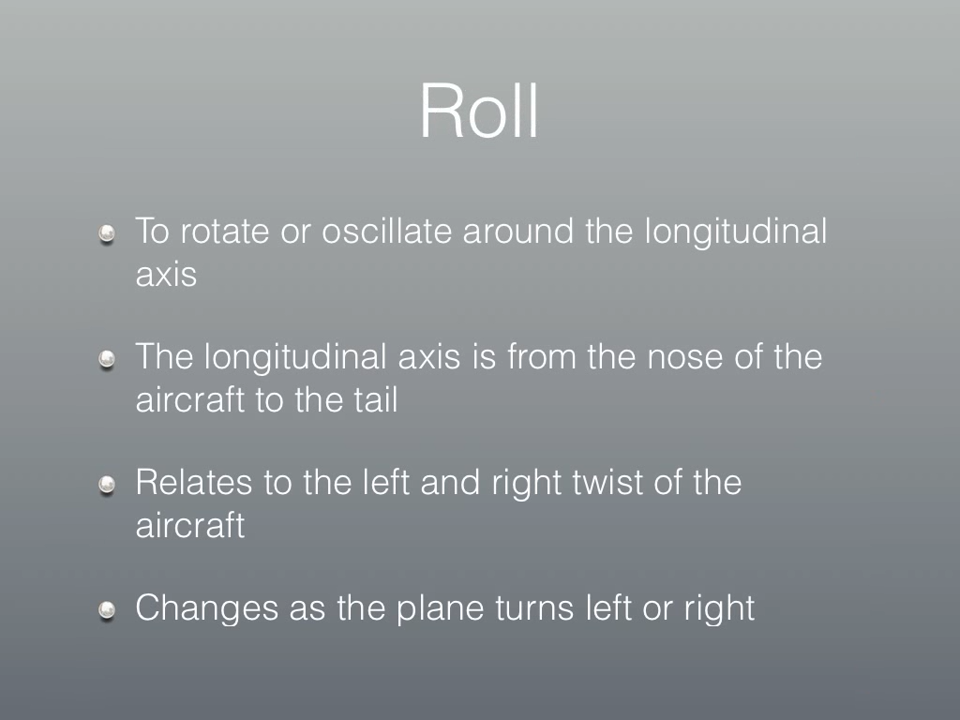 Roll
To rotate or oscillate around the longitudinal
axis
The longitudinal axis is from the nose of the
aircraft to the tail
Relates to the left and right twist of the
aircraft
Changes as the plane turns left or right